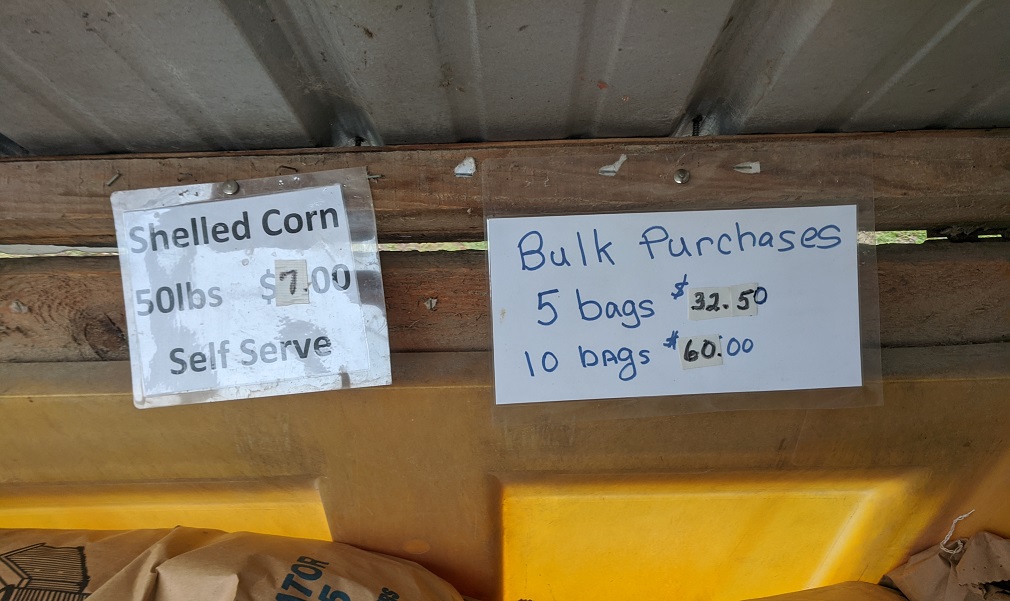 Shelled Corn
50lbs $7.00
Self Serve
Bulk Purchases
5 bags $32.50
10 bags $60.00